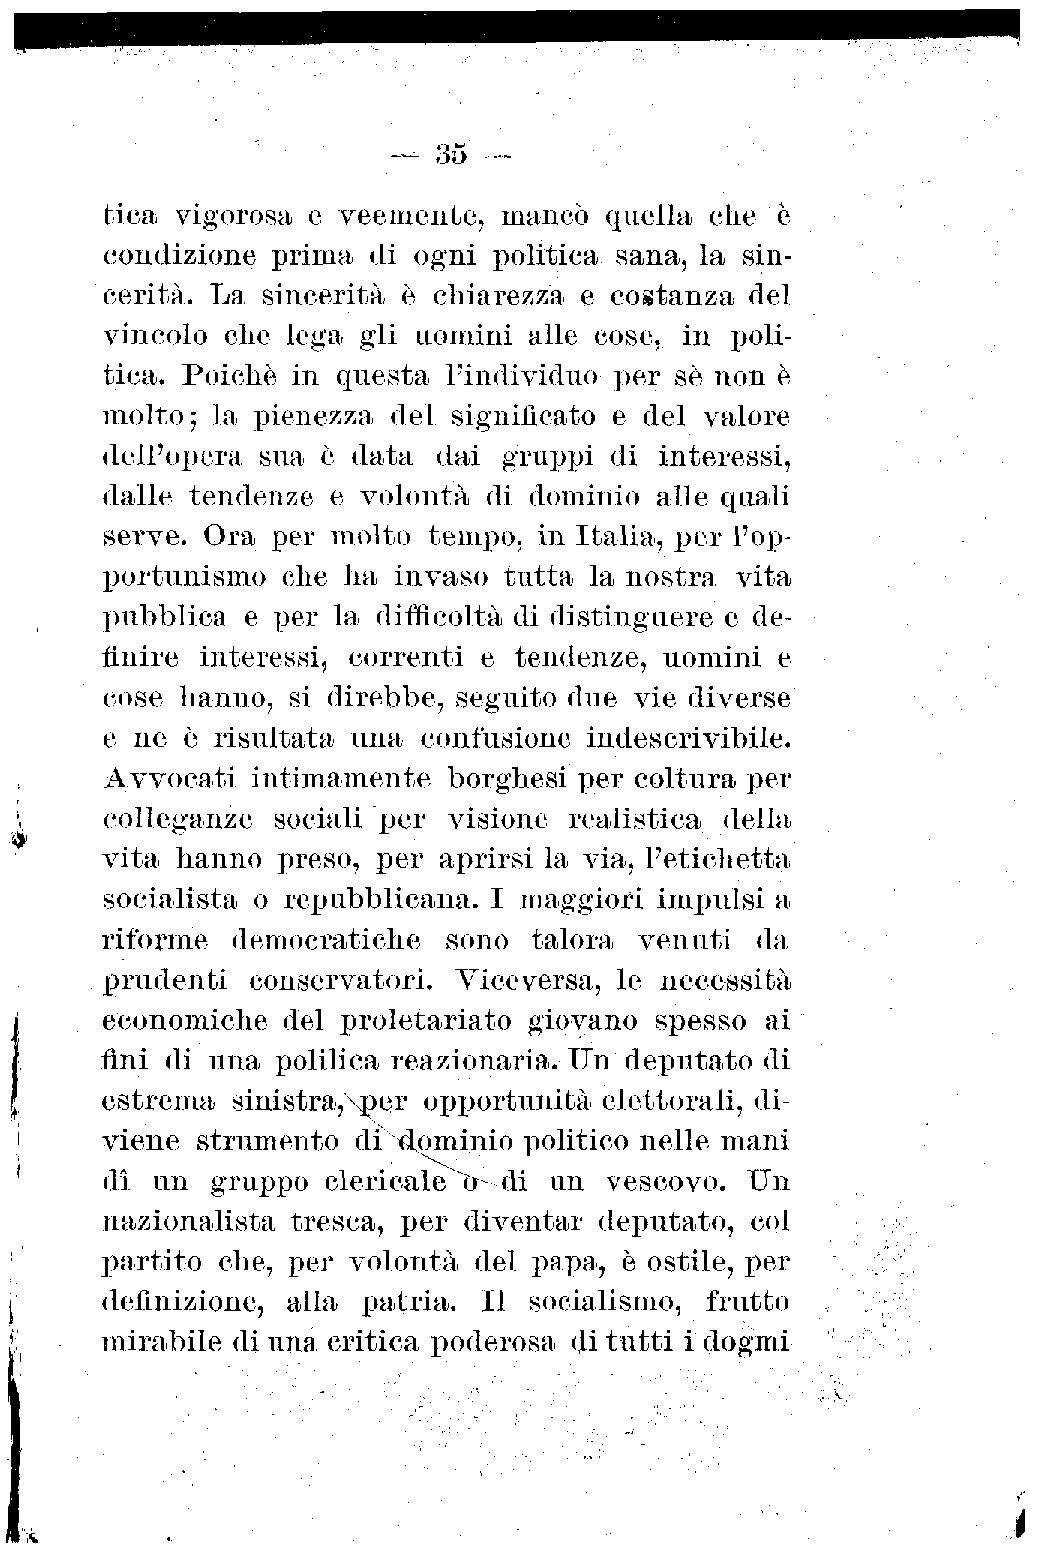 — 35 —
tica vigorosa e veemente, mancò quella che è
condizione prima di ogni politica sana, la sin-
cerità. La sincerità è chiarezza e costanza del
vincolo che lega gli uomini alle cose, in poli-
tica. Poichè in questa l'individuo per sè non è
molto; la pienezza del significato e del valore
dell'opera sua è data dai gruppi di interessi,
dalle tendenze e volontà di dominio alle quali
serve. Ora per molto tempo, in Italia, per l'op-
portunismo che ha invaso tutta la nostra vita
pubblica e per la difficoltà di distinguere e de-
finire interessi, correnti e tendenze, uomini e
cose hanno, si direbbe, seguito due vie diverse
e ne è risultata una confusione indescrivibile.
Avvocati intimamente borghesi per coltura per
colleganze sociali per visione realistica della
vita hanno preso, per aprirsi la via, l'etichetta
socialista o repubblicana. I maggiori impulsi a
riforme democratiche sono talora venuti da
prudenti conservatori. Viceversa, le necessità
economiche del proletariato giovano spesso ai
fini di una polilica reazionaria. Un deputato di
estrema sinistra, per opportunità elettorali, di-
viene strumento di dominio politico nelle mani
dî un gruppo clericale o di un vescovo. Un
nazionalista tresca, per diventar deputato, col
partito che, per volontà del papa, è ostile, per
definizione, alla patria. Il socialismo, frutto
mirabile di una critica poderosa di tutti i dogmi